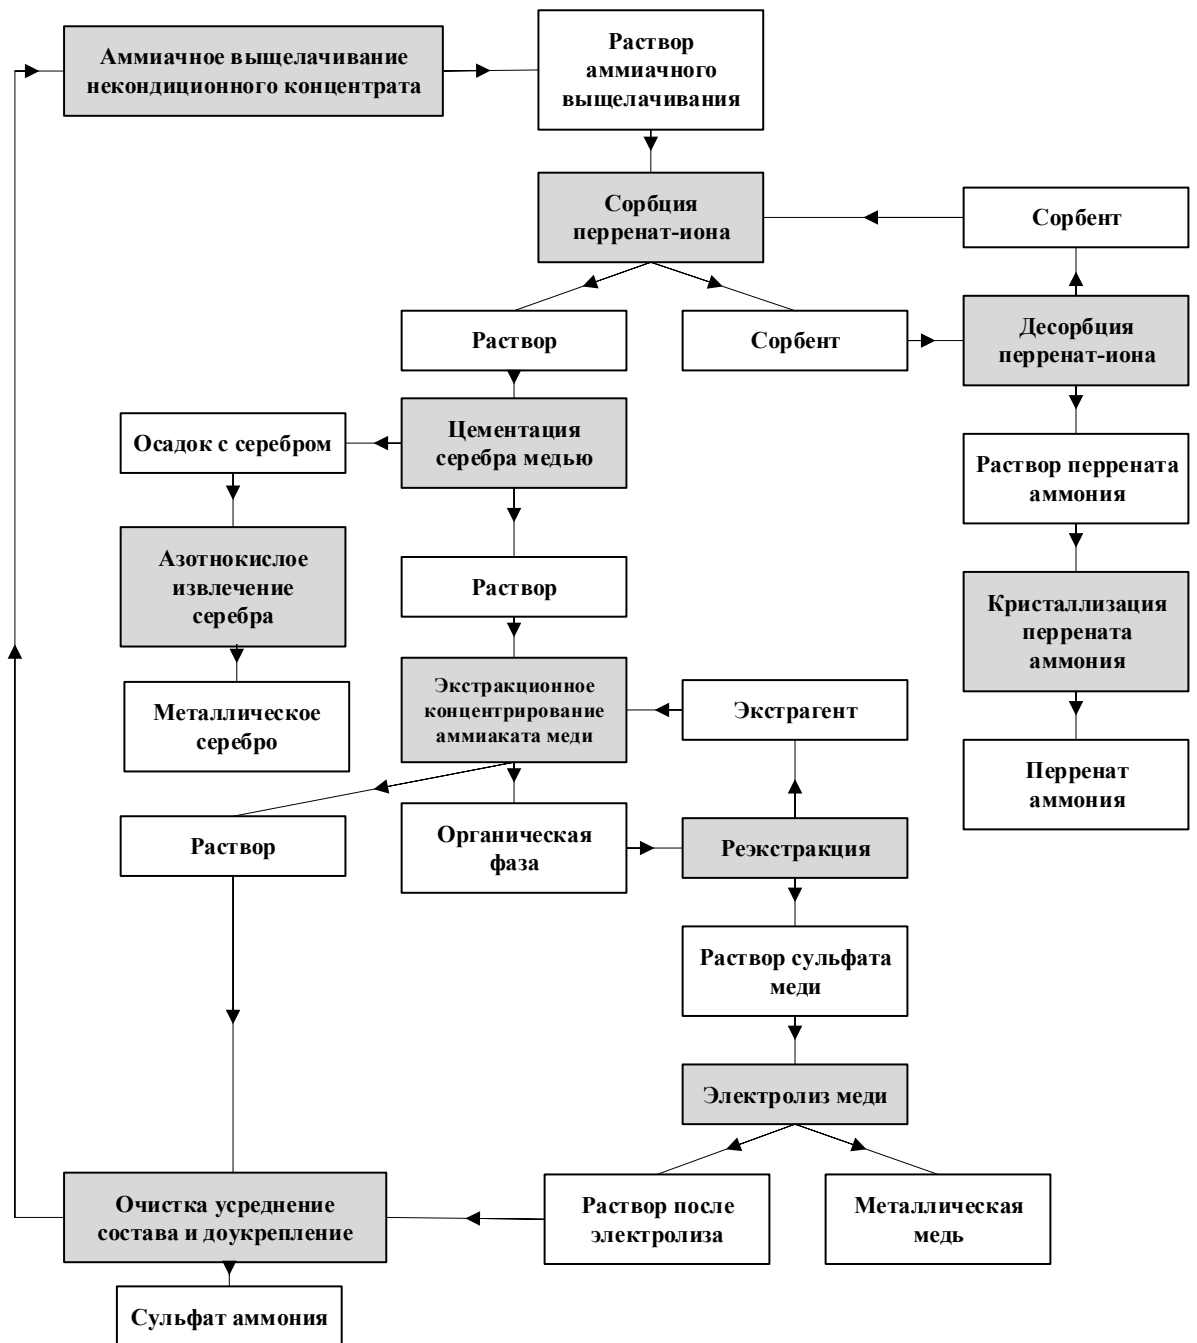 Аммиачное выщелачивание
некондиционного концентрата
Раствор
аммиачного
выщелачивания
Сорбция
перренат-иона
Сорбент
Раствор
Сорбент
Десорбция
перренат-иона
Осадок с серебром
Цементация
серебра медью
Раствор перрената
аммония
Азотнокислое
извлечение
серебра
Раствор
Кристаллизация
перрената
аммония
Металлическое
серебро
Экстракционное
концентрирование
аммиаката меди
Экстрагент
Перренат
аммония
Раствор
Органическая
фаза
Реэкстракция
Раствор сульфата
меди
Электролиз меди
Очистка усреднение
состава и доукрепление
Раствор после
электролиза
Металлическая
медь
Сульфат аммония